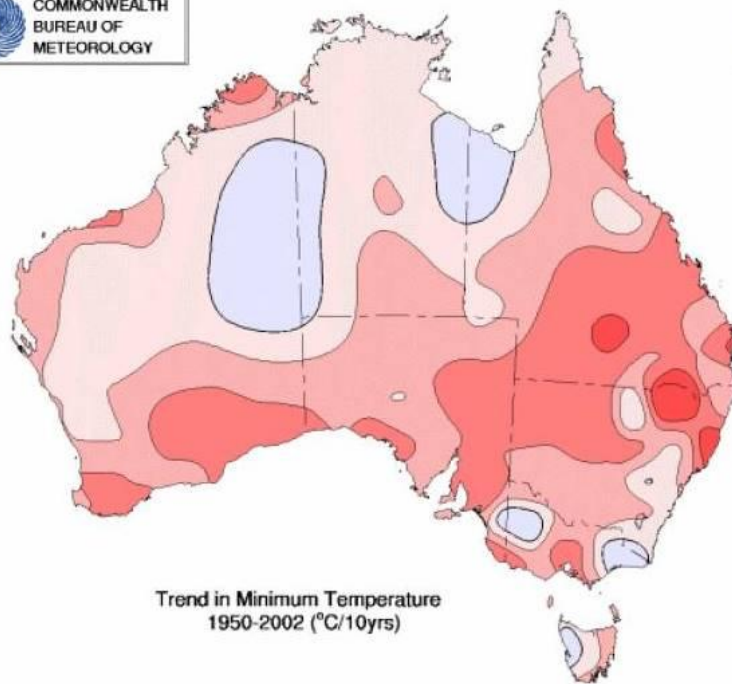 COMMONWEALTH
BUREAU OF
METEOROLOGY
Trend in Minimum Temperature
1950-2002 (°C/10yrs)